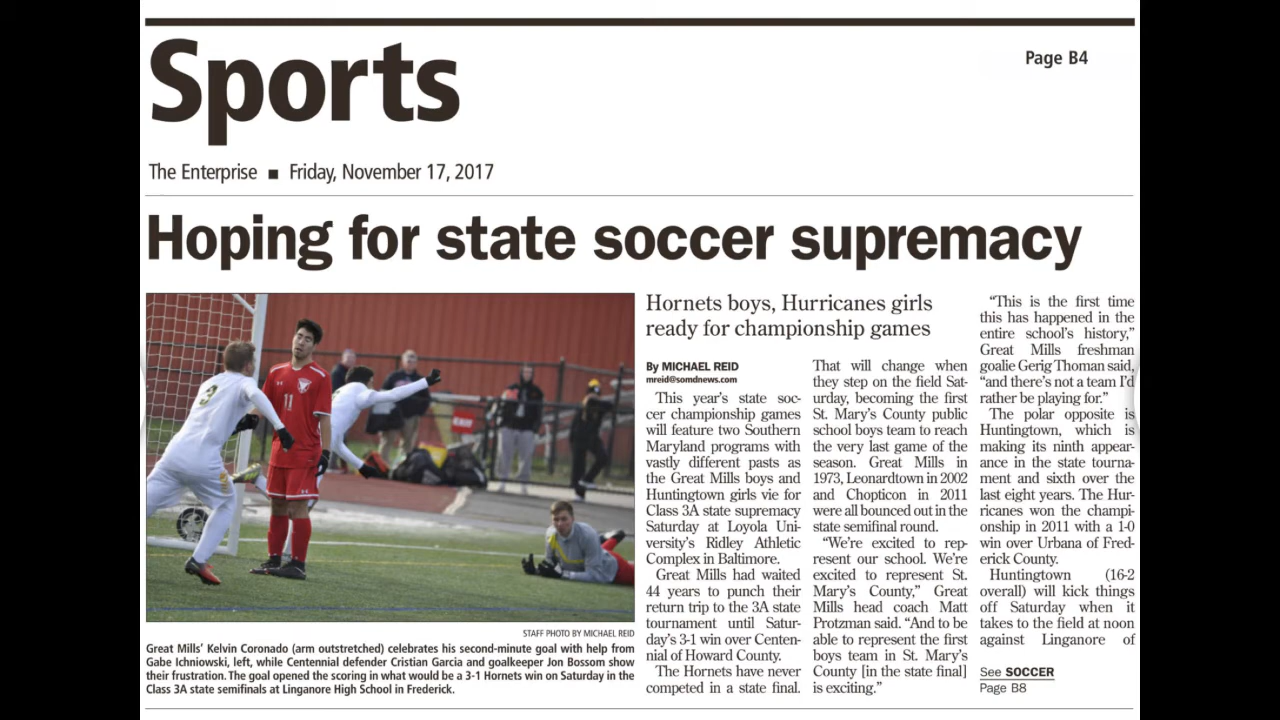 Sports
Page B4
The Enterprise ■ Friday, November 17, 2017
Hoping for state soccer supremacy
STAFF PHOTO BY MICHAEL REID
Great Mills' Kelvin Coronado (arm outstretched) celebrates his second-minute goal with help from
Gabe Ichniowski, left, while Centennial defender Cristian Garcia and goalkeeper Jon Bossom show
their frustration. The goal opened the scoring in what would be a 3-1 Hornets win on Saturday in the
Class 3A state semifinals at Linganore High School in Frederick.
Hornets boys, Hurricanes girls
ready for championship games
By MICHAEL REID
mreid@somdnews.com
This year's state soc-
cer championship games
will feature two Southern
Maryland programs with
vastly different pasts as
the Great Mills boys and
Huntingtown girls vie for
Class 3A state supremacy
Saturday at Loyola Uni-
versity's Ridley Athletic
Complex in Baltimore.
Great Mills had waited
44 years to punch their
return trip to the 3A state
tournament until Satur-
day's 3-1 win over Centen-
nial of Howard County.
The Hornets have never
competed in a state final.
That will change when
they step on the field Sat-
urday, becoming the first
St. Mary's County public
school boys team to reach
the very last game of the
season. Great Mills in
1973, Leonardtown in 2002
and Chopticon in 2011
were all bounced out in the
state semifinal round.
"We're excited to rep-
resent our school. We're
excited to represent St.
Mary's County," Great
Mills head coach Matt
Protzman said. "And to be
able to represent the first
boys team in St. Mary's
County [in the state final]
is exciting."
"This is the first time
this has happened in the
entire school's history,"
Great Mills freshman
goalie Gerig Thoman said,
"and there's not a team I'd
rather be playing for."
The polar opposite is
Huntingtown, which is
making its ninth appear-
ance in the state tourna-
ment and sixth over the
last eight years. The Hur-
ricanes won the champi-
onship in 2011 with a 1-0
win over Urbana of Fred-
erick County.
Huntingtown (16-2
overall) will kick things
off Saturday when it
takes to the field at noon
against Linganore of
See SOCCER
Page B8
11
3